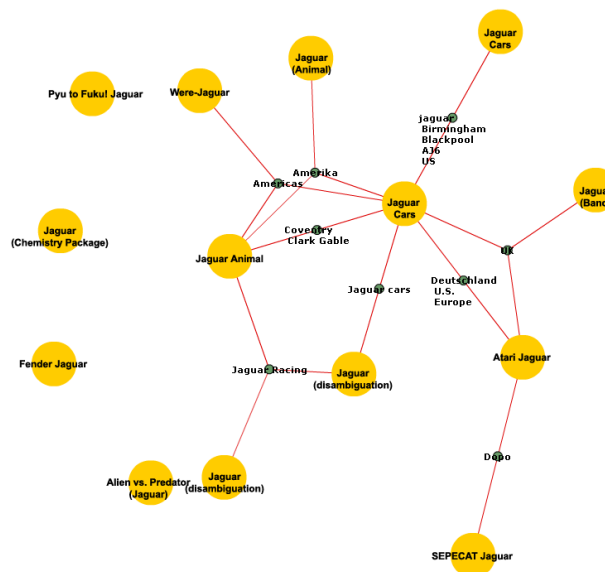 Jaguar
Cars
Jaguar
(Animal)
Pyu to Fuku! Jaguar
Were-Jaguar
jaguar
Birmingham
Blackpool
AJ6
US
Amerika
Americas
Jaguar
(Band
Jaguar
Cars
Jaguar
(Chemistry Package)
Coventry
Clark Gable
UK
Jaguar Animal
Deutschland
U.S.
Europe
Jaguar cars
Fender Jaguar
Jaguar Racing
Jaguar
(disambiguation)
Atari Jaguar
Dopo
Alien vs. Predator
(Jaguar)
Jaguar
(disambiguation)
SEPECAT Jaguar